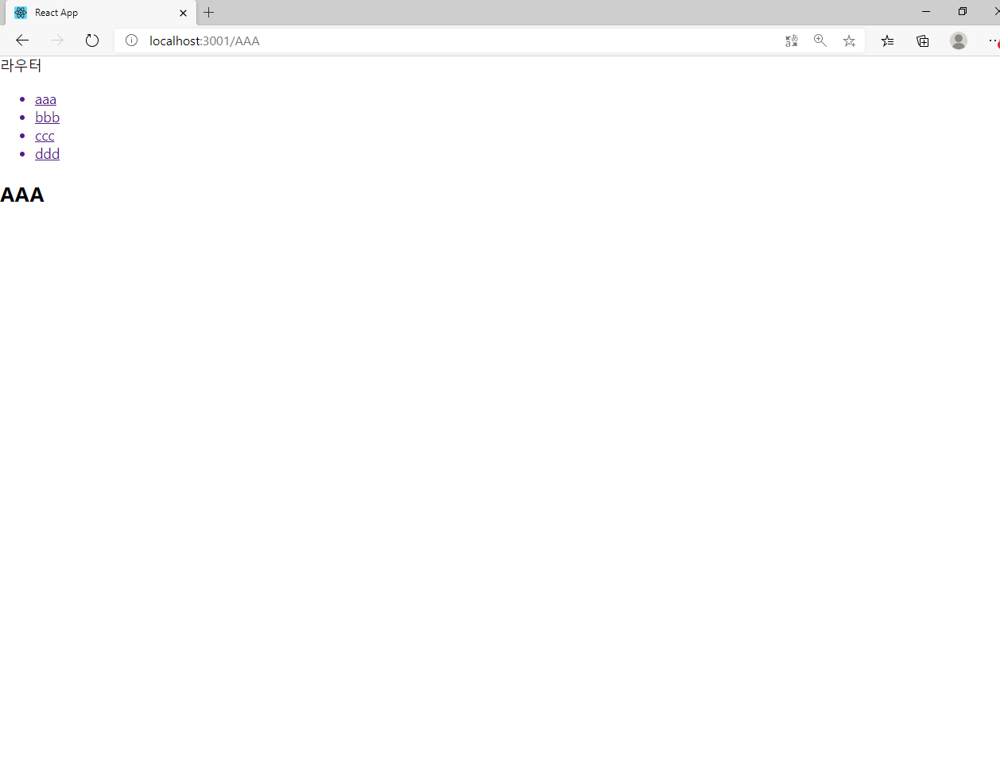 React App
localhost:3001/AAA
라우터
aaa
bbb
ccc
ddd
AAA